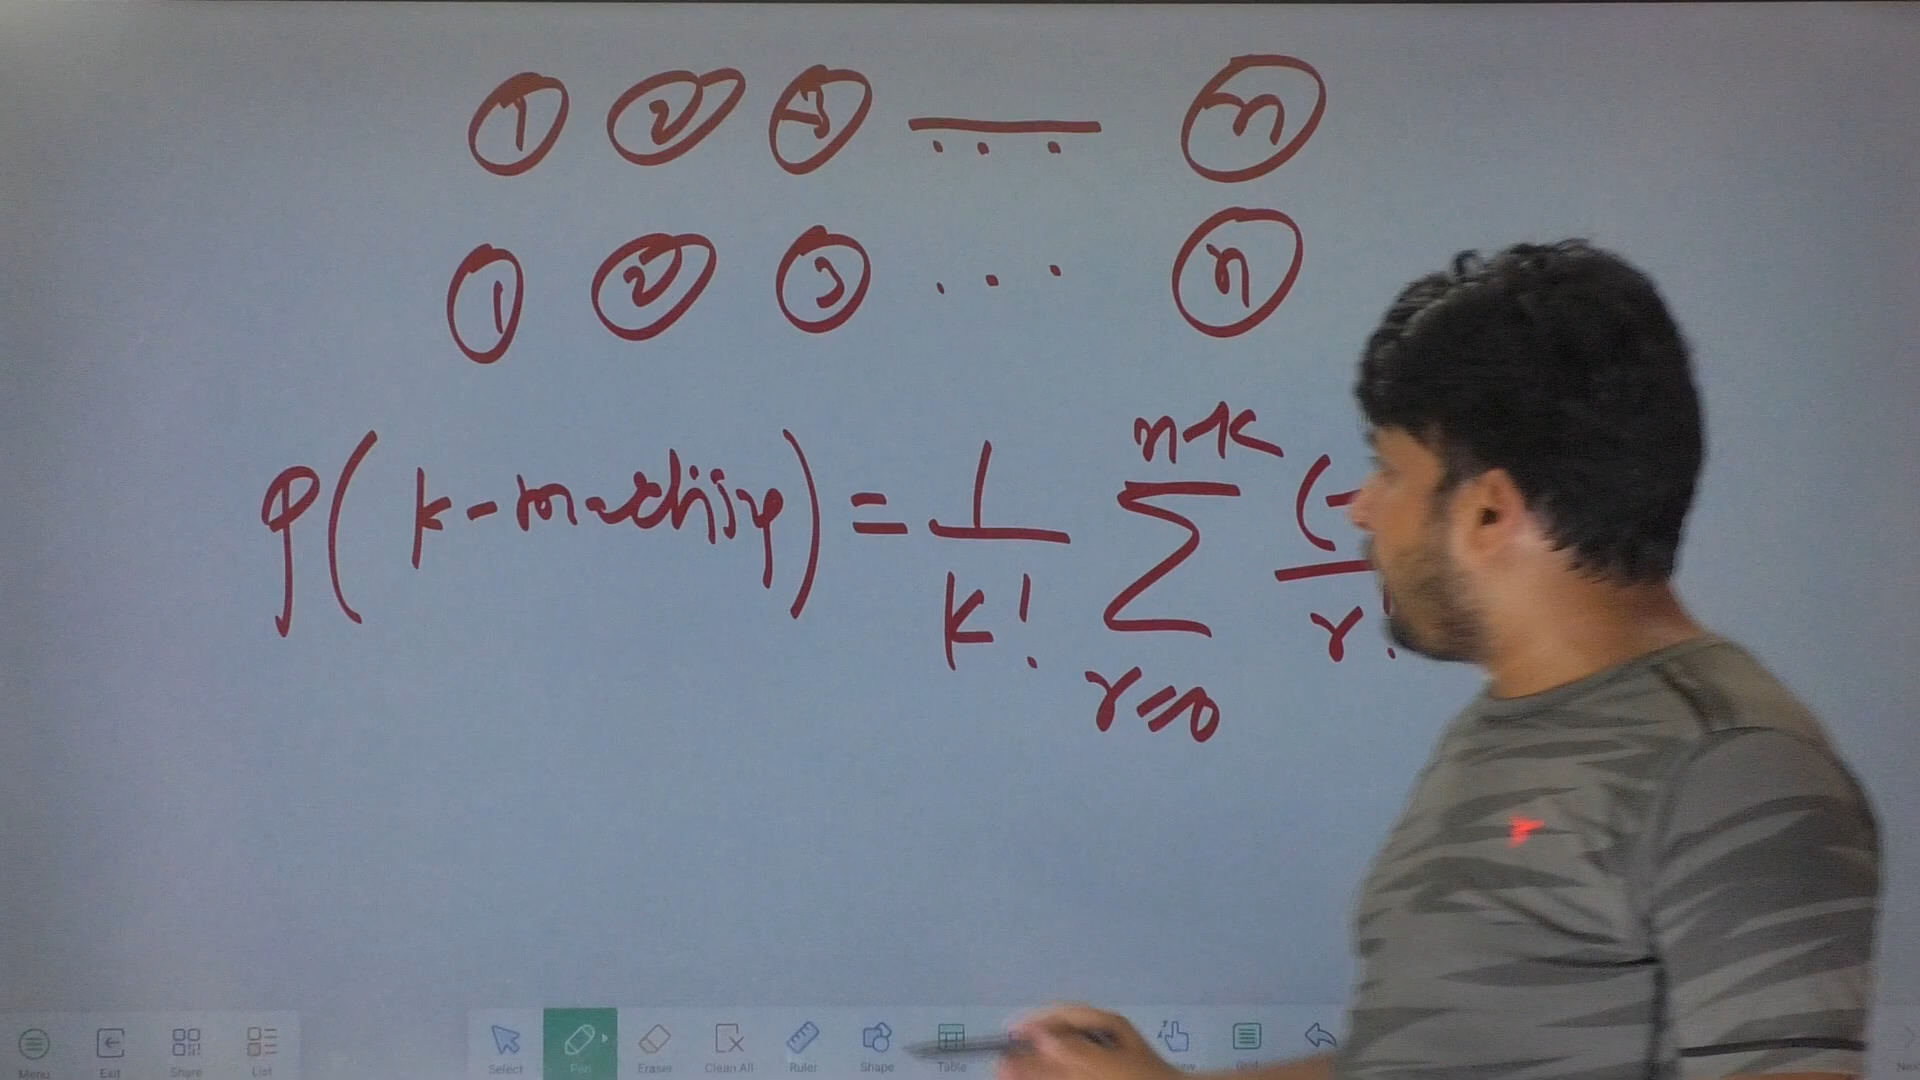 1 2 3 ... n
1 2 3 ... n
P( k-matching ) = 1/k! ∑ r=0 n-k (- / r!
Menu Exit Share List Select Pen Eraser Clean All Ruler Shape Table